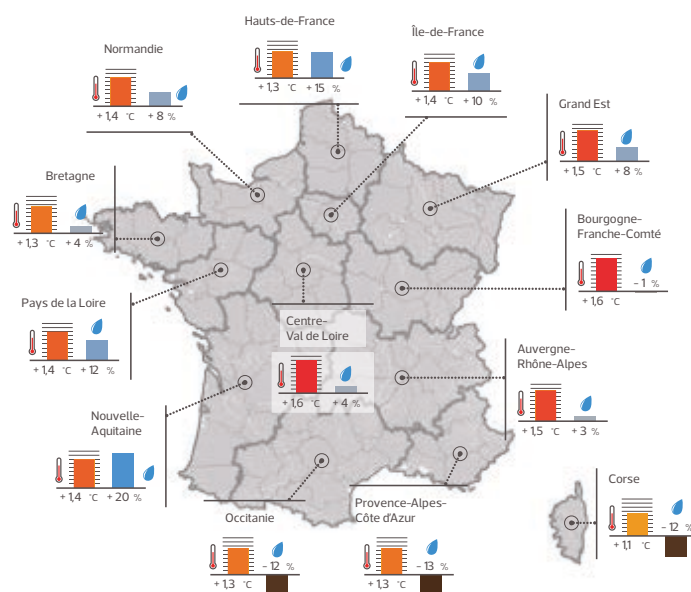 Hauts-de-France
+ 1,3 °C + 15 %
Île-de-France
+ 1,4 °C + 10 %
Normandie
+ 1,4 °C + 8 %
Grand Est
+ 1,5 °C + 8 %
Bretagne
+ 1,3 °C + 4 %
Bourgogne-
Franche-Comté
- 1 %
+ 1,6 °C
Pays de la Loire
+ 1,4 °C + 12 %
Centre-
Val de Loire
+ 1,6 °C + 4 %
Auvergne-
Rhône-Alpes
+ 1,5 °C + 3 %
Nouvelle-
Aquitaine
+ 1,4 °C + 20 %
Occitanie
- 12 %
+ 1,3 °C
Provence-Alpes-
Côte d'Azur
- 13 %
+ 1,3 °C
Corse
- 12 %
+ 1,1 °C